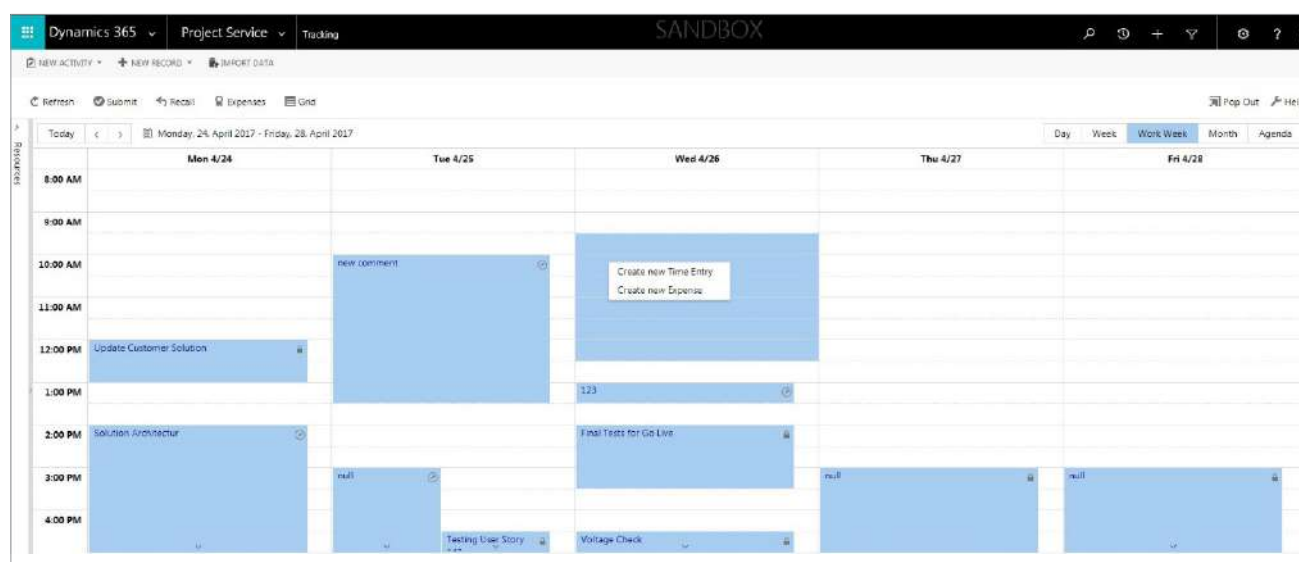 Dynamics 365 Project Service Tracking SANDBOX ?
NEW ACTIVITY NEW RECORD IMPORT DATA
Refresh Submit Recall Expenses Grid Pop Out Hel
Today Monday, 24. April 2017 - Friday, 28. April 2017 Day Week Work Week Month Agenda
Resources
Mon 4/24 Tue 4/25 Wed 4/26 Thu 4/27 Fri 4/28
8:00 AM
9:00 AM
10:00 AM new comment
Create new Time Entry
Create new Expense
11:00 AM
12:00 PM Update Customer Solution
1:00 PM 123
2:00 PM Solution Architectur Final Tests for Go Live
3:00 PM null null null
4:00 PM
Testing User Story Voltage Check